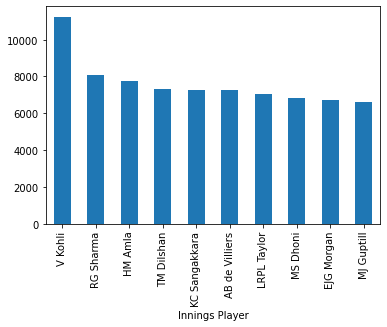 10000
8000
6000
4000
2000
0
V Kohli
RG Sharma
HM Amla
TM Dilshan
KC Sangakkara
AB de Villiers
LRPL Taylor
MS Dhoni
EJG Morgan
MJ Guptill
Innings Player